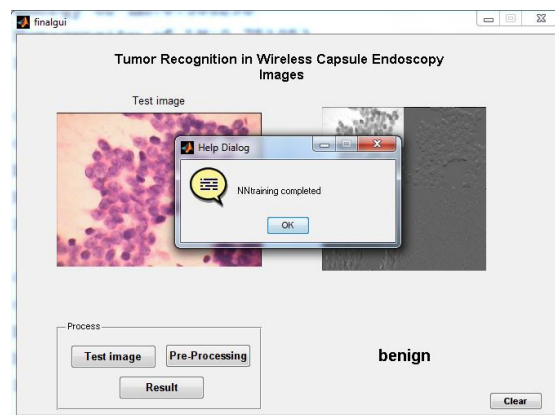 finalgui
Tumor Recognition in Wireless Capsule Endoscopy
Images
Test image
Help Dialog
NNtraining completed
OK
Process
Test image
Pre-Processing
Result
benign
Clear